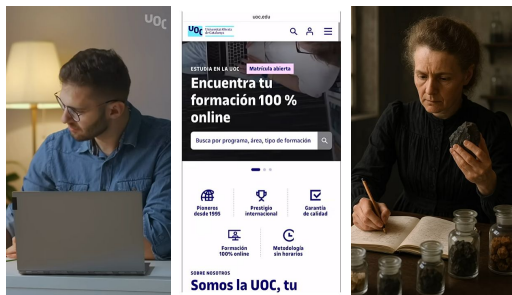 UOC
uoc.edu
UOC
Universitat Oberta
de Catalunya
ESTUDIA EN LA UOC
Matrícula abierta
Encuentra tu
formación 100 %
online
Busca por programa, área, tipo de formación
Pioneros
desde 1995
Prestigio
internacional
Garantía
de calidad
Formación
100% online
Metodología
sin horarios
SOBRE NOSOTROS
Somos la UOC, tu